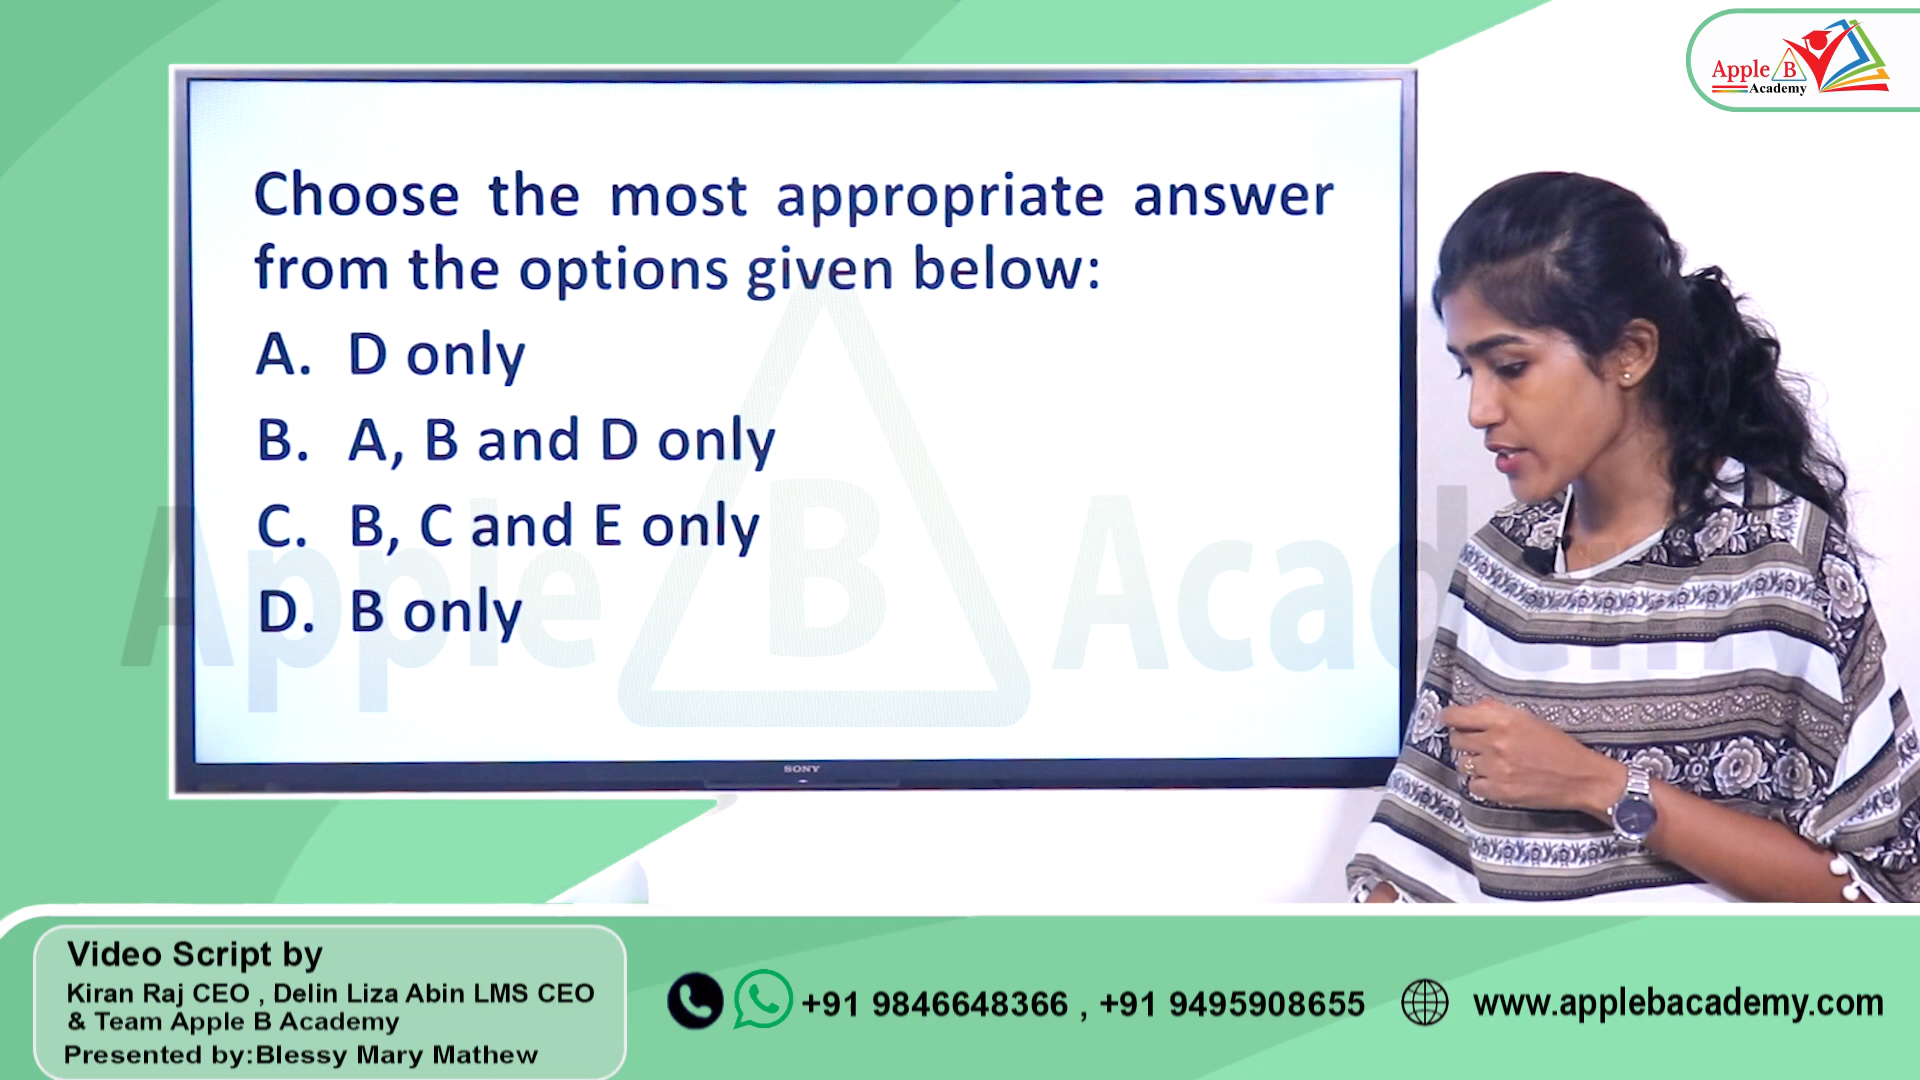 Apple B
Academy
Choose the most appropriate answer
from the options given below:
A. D only
B. A, B and D only
C. B, C and E only
D. B only
Apple B Academy
SONY
Video Script by
Kiran Raj CEO , Delin Liza Abin LMS CEO
& Team Apple B Academy
Presented by:Blessy Mary Mathew
+91 9846648366 , +91 9495908655
www.applebacademy.com